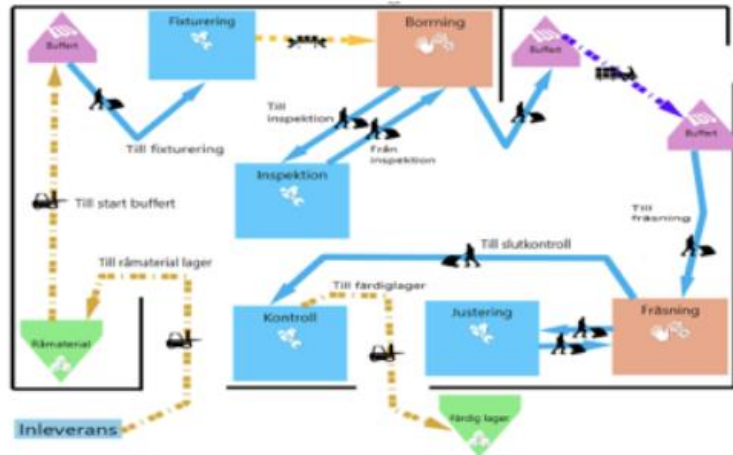 Fixturering
Borrning
Buffert
Buffert
Till fixturering
Till
inspektion
Från
inspektion
Inspektion
Buffert
Till start buffert
Till
fräsning
Till råmaterial lager
Till slutkontroll
Till färdiglager
Råmaterial
Kontroll
Justering
Fräsning
Inleverans
Färdig lager